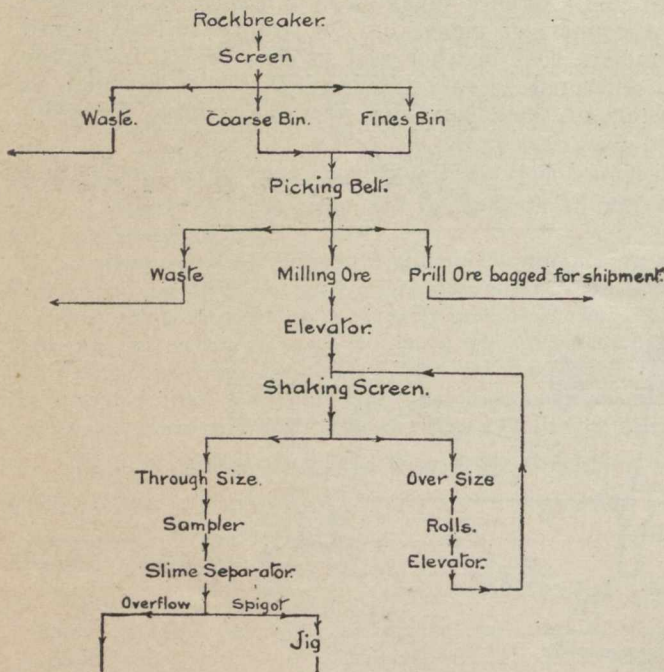 Rockbreaker.
Screen
Waste. Coarse Bin. Fines Bin
Picking Belt.
Waste Milling Ore Prill Ore bagged for shipment.
Elevator.
Shaking Screen.
Through Size. Over Size
Sampler Rolls.
Slime Separator. Elevator.
Overflow Spigot
Jig